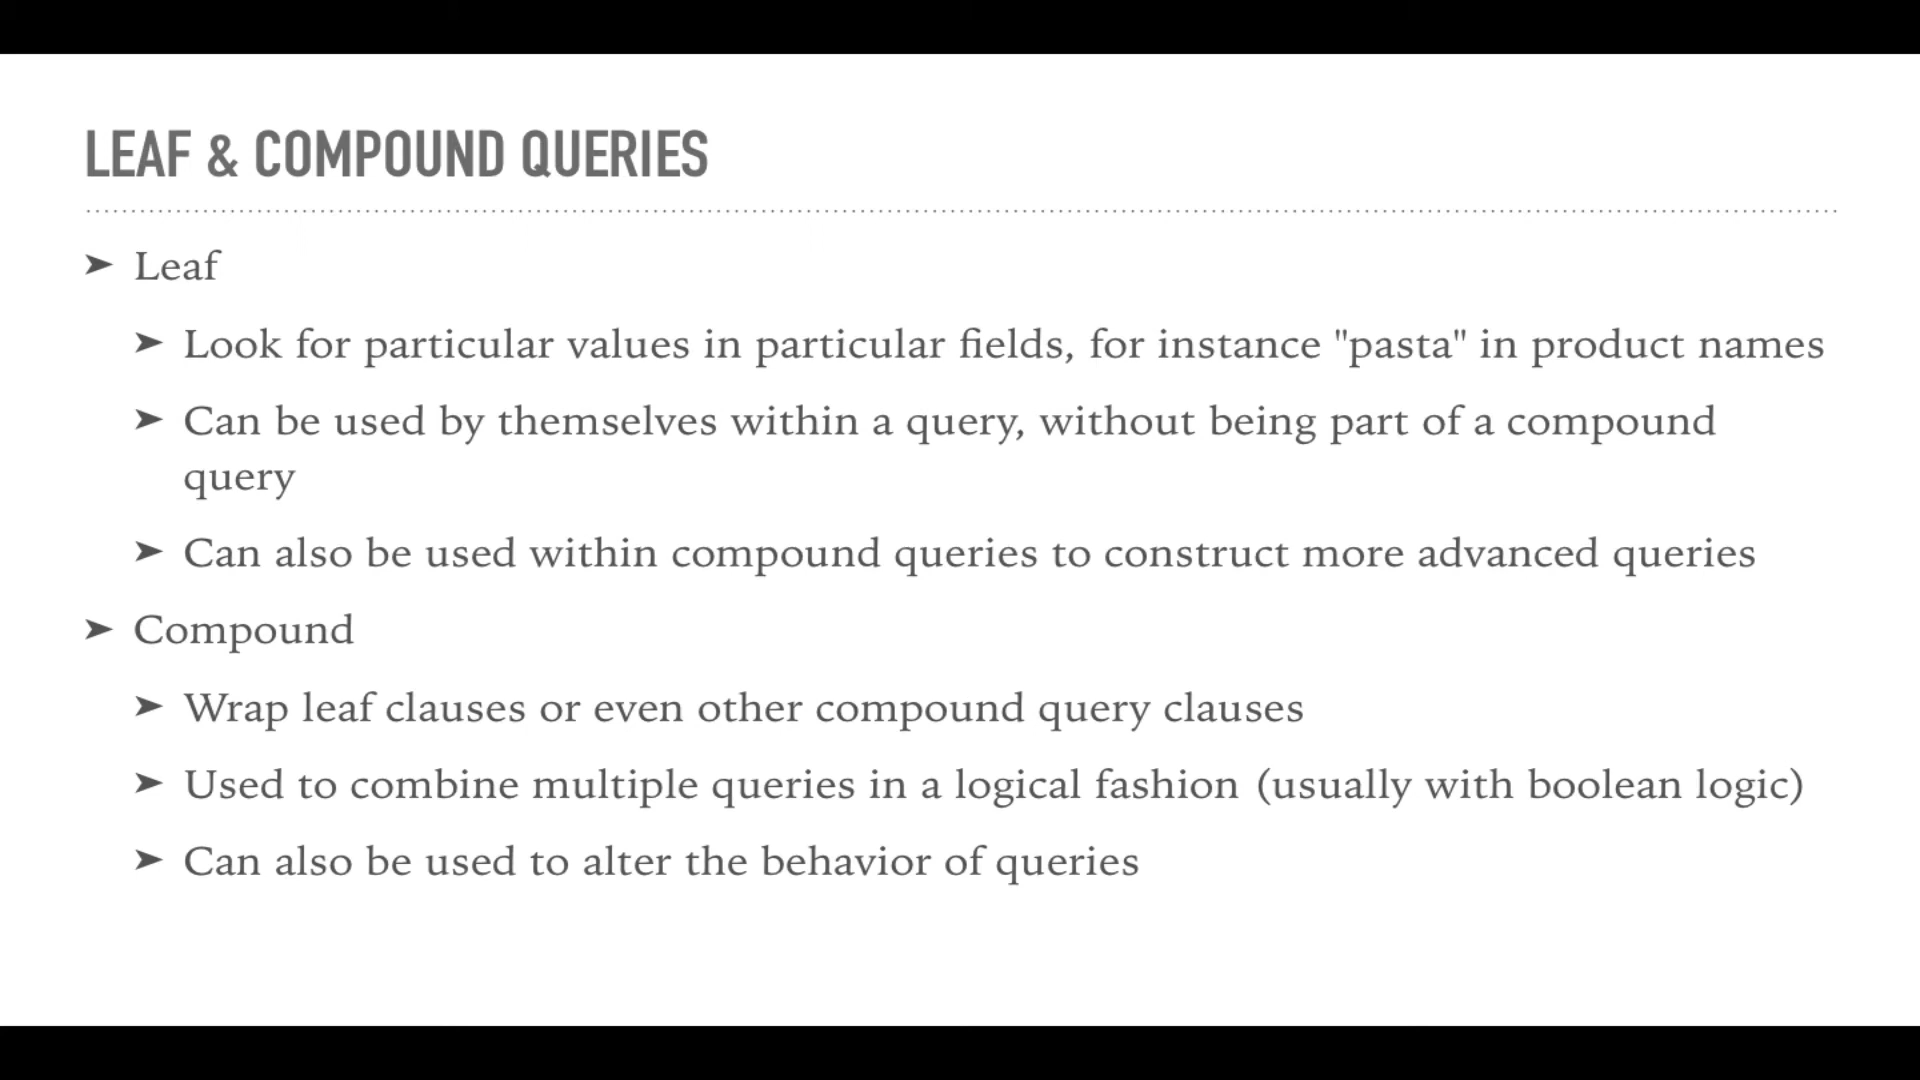 LEAF & COMPOUND QUERIES
➤ Leaf
➤ Look for particular values in particular fields, for instance "pasta" in product names
➤ Can be used by themselves within a query, without being part of a compound
query
➤ Can also be used within compound queries to construct more advanced queries
➤ Compound
➤ Wrap leaf clauses or even other compound query clauses
➤ Used to combine multiple queries in a logical fashion (usually with boolean logic)
➤ Can also be used to alter the behavior of queries